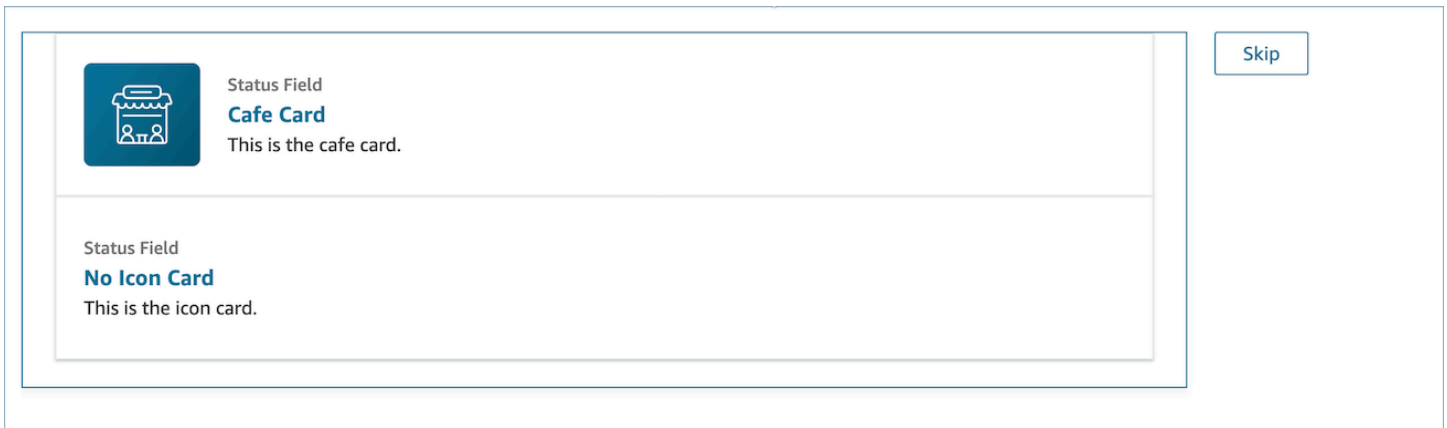 Status Field
Cafe Card
This is the cafe card.
Status Field
No Icon Card
This is the icon card.
Skip